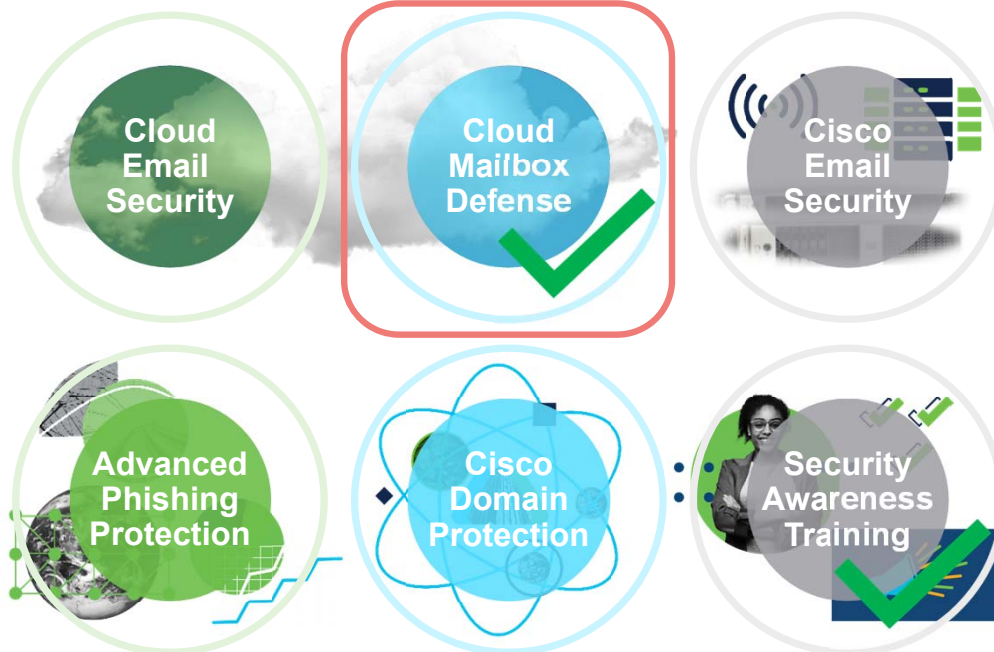 Cloud
Email
Security
Cloud
Mailbox
Defense
Cisco
Email
Security
Advanced
Phishing
Protection
Cisco
Domain
Protection
Security
Awareness
Training